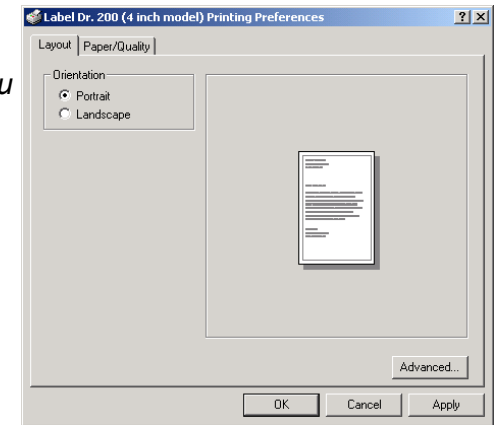 Label Dr. 200 (4 inch model) Printing Preferences
Layout Paper/Quality
u
Orientation
Portrait
Landscape
Advanced...
OK Cancel Apply